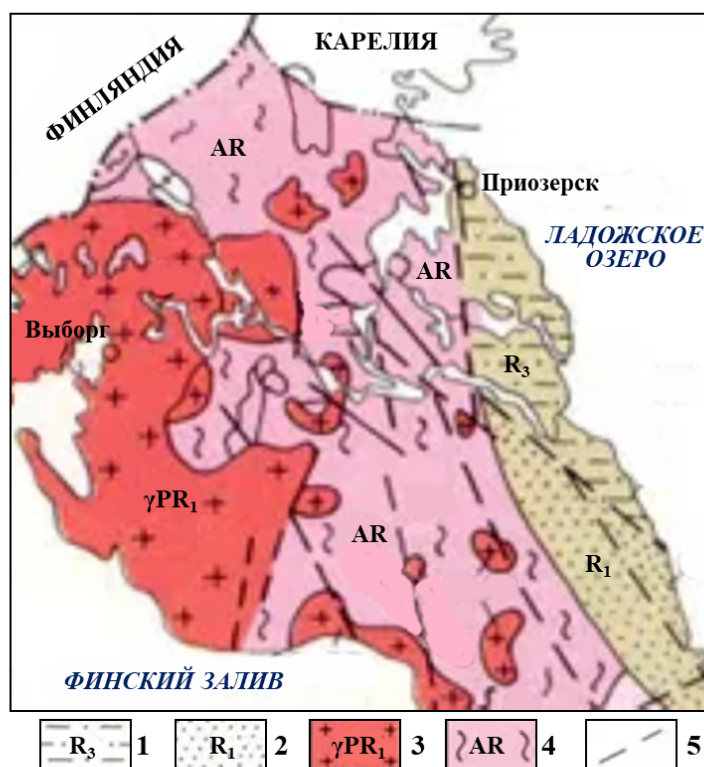 КАРЕЛИЯ
ФИНЛЯНДИЯ
AR
Приозерск
ЛАДОЖСКОЕ
ОЗЕРО
AR
Выборг
R₃
γPR₁
AR
R₁
ФИНСКИЙ ЗАЛИВ
R₃ 1 R₁ 2 γPR₁ 3 AR 4 5